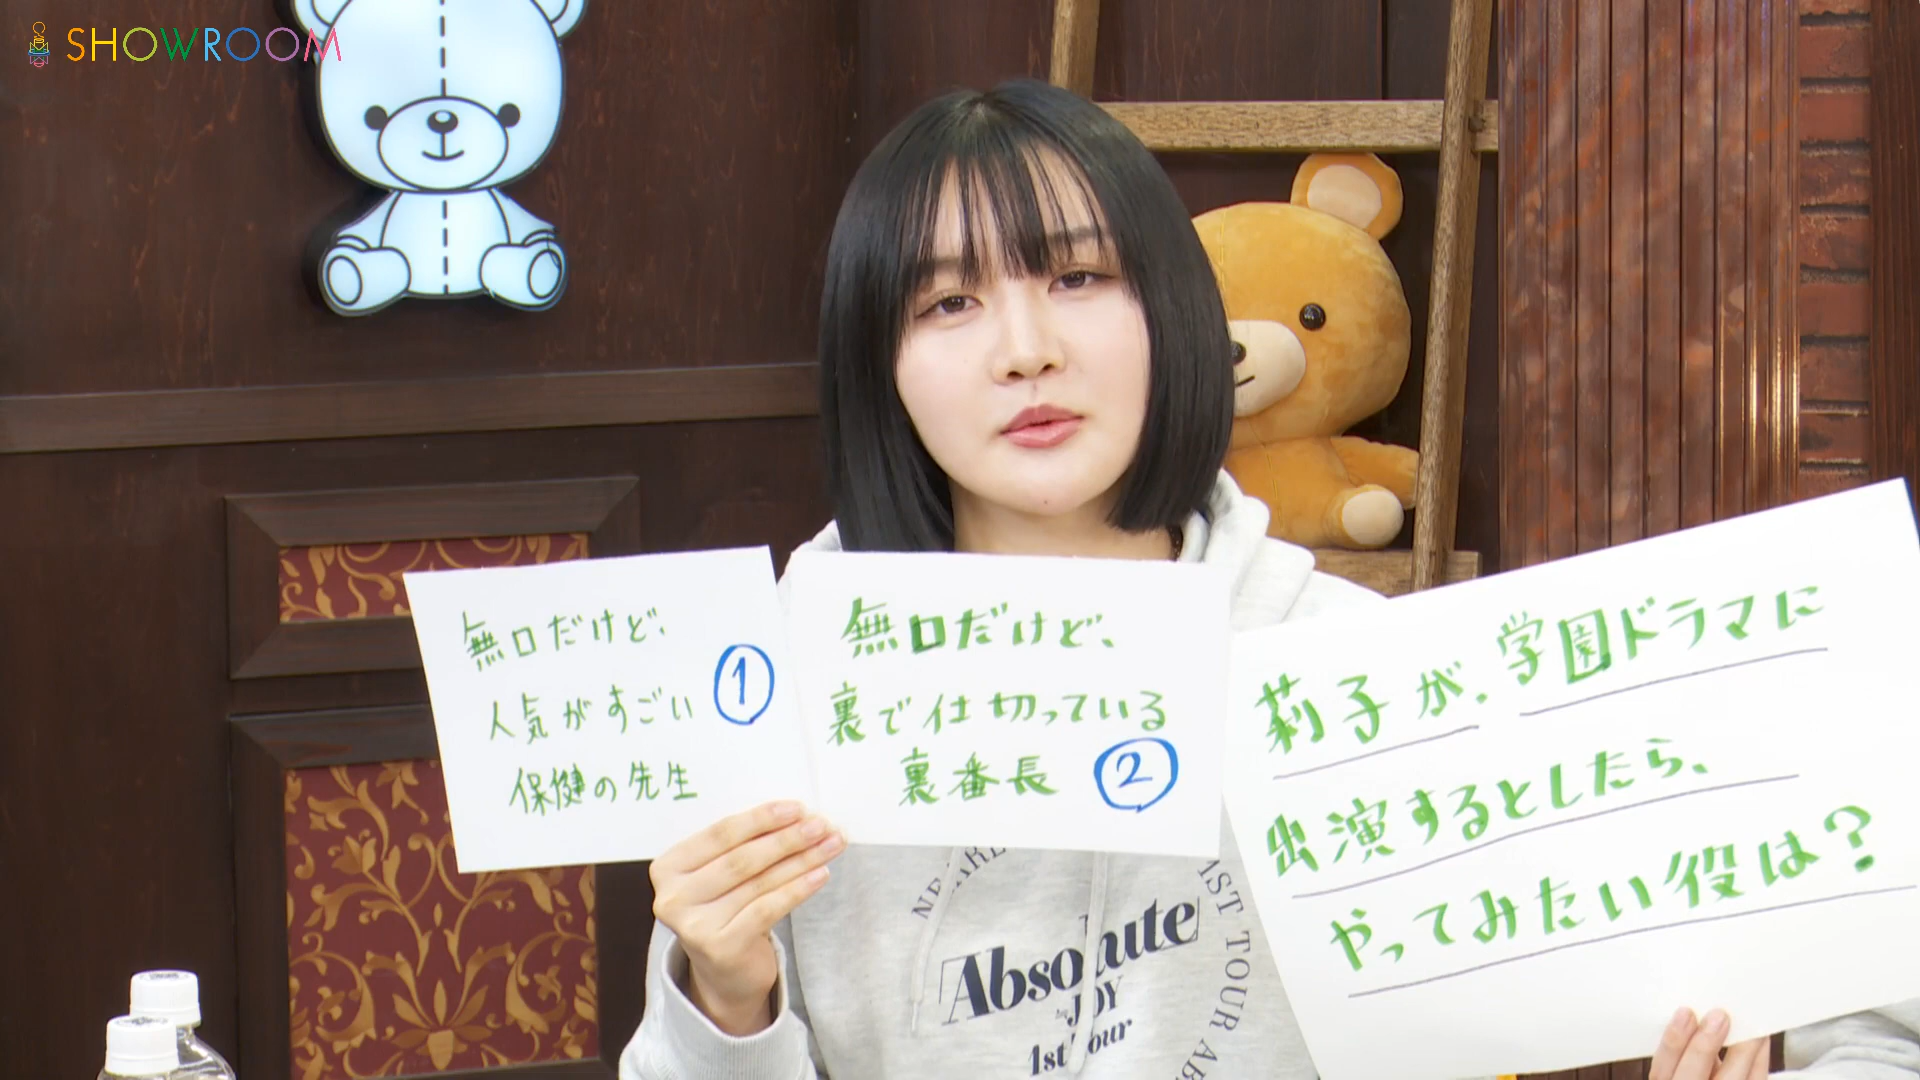 SHOWROOM
無口だけど、
人気がすごい
保健の先生
①
無口だけど、
裏で仕切っている
裏番長
②
莉子が、学園ドラマに
出演するとしたら、
やってみたい役は？
Absolute
JOY
1st Tour
1ST TOUR